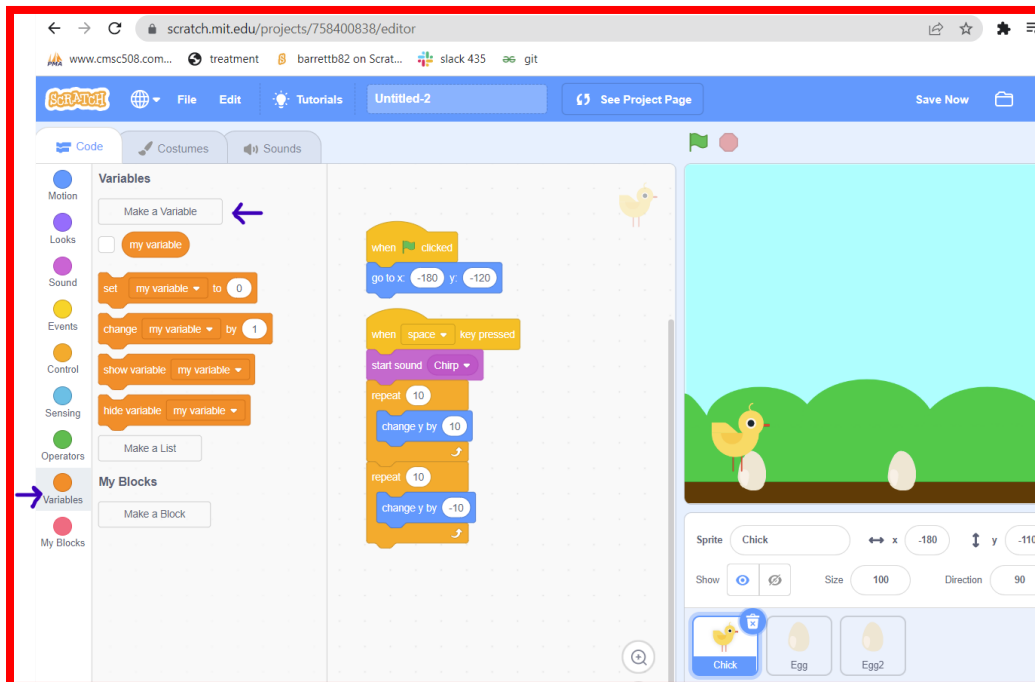 scratch.mit.edu/projects/758400838/editor
PMA www.cmsc508.com... treatment barrettb82 on Scrat... slack 435 git
SCRATCH File Edit Tutorials Untitled-2 See Project Page Save Now
Code Costumes Sounds
Motion
Looks
Sound
Events
Control
Sensing
Operators
Variables
My Blocks
Variables
Make a Variable
my variable
set my variable to 0
change my variable by 1
show variable my variable
hide variable my variable
Make a List
My Blocks
Make a Block
when clicked
go to x: -180 y: -120
when space key pressed
start sound Chirp
repeat 10
change y by 10
repeat 10
change y by -10
Sprite Chick x -180 y -110
Show Size 100 Direction 90
Chick Egg Egg2